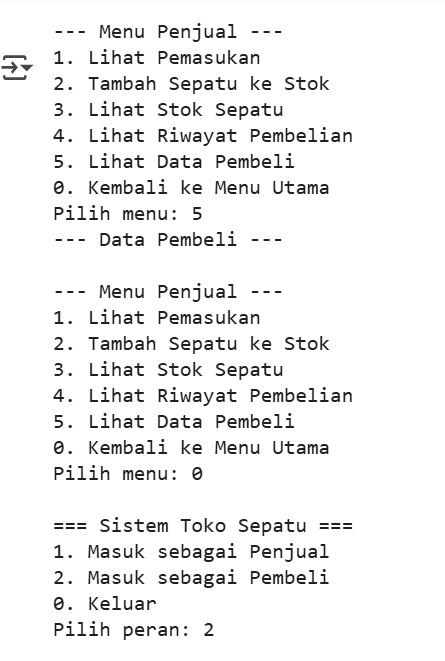 --- Menu Penjual ---
1. Lihat Pemasukan
2. Tambah Sepatu ke Stok
3. Lihat Stok Sepatu
4. Lihat Riwayat Pembelian
5. Lihat Data Pembeli
0. Kembali ke Menu Utama
Pilih menu: 5
--- Data Pembeli ---
--- Menu Penjual ---
1. Lihat Pemasukan
2. Tambah Sepatu ke Stok
3. Lihat Stok Sepatu
4. Lihat Riwayat Pembelian
5. Lihat Data Pembeli
0. Kembali ke Menu Utama
Pilih menu: 0
=== Sistem Toko Sepatu ===
1. Masuk sebagai Penjual
2. Masuk sebagai Pembeli
0. Keluar
Pilih peran: 2